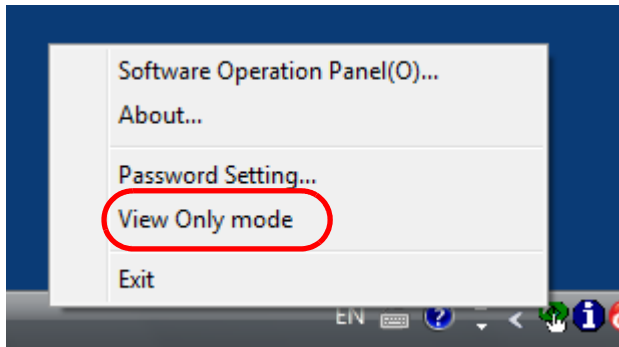 Software Operation Panel(O)...
About...
Password Setting...
View Only mode
Exit
EN